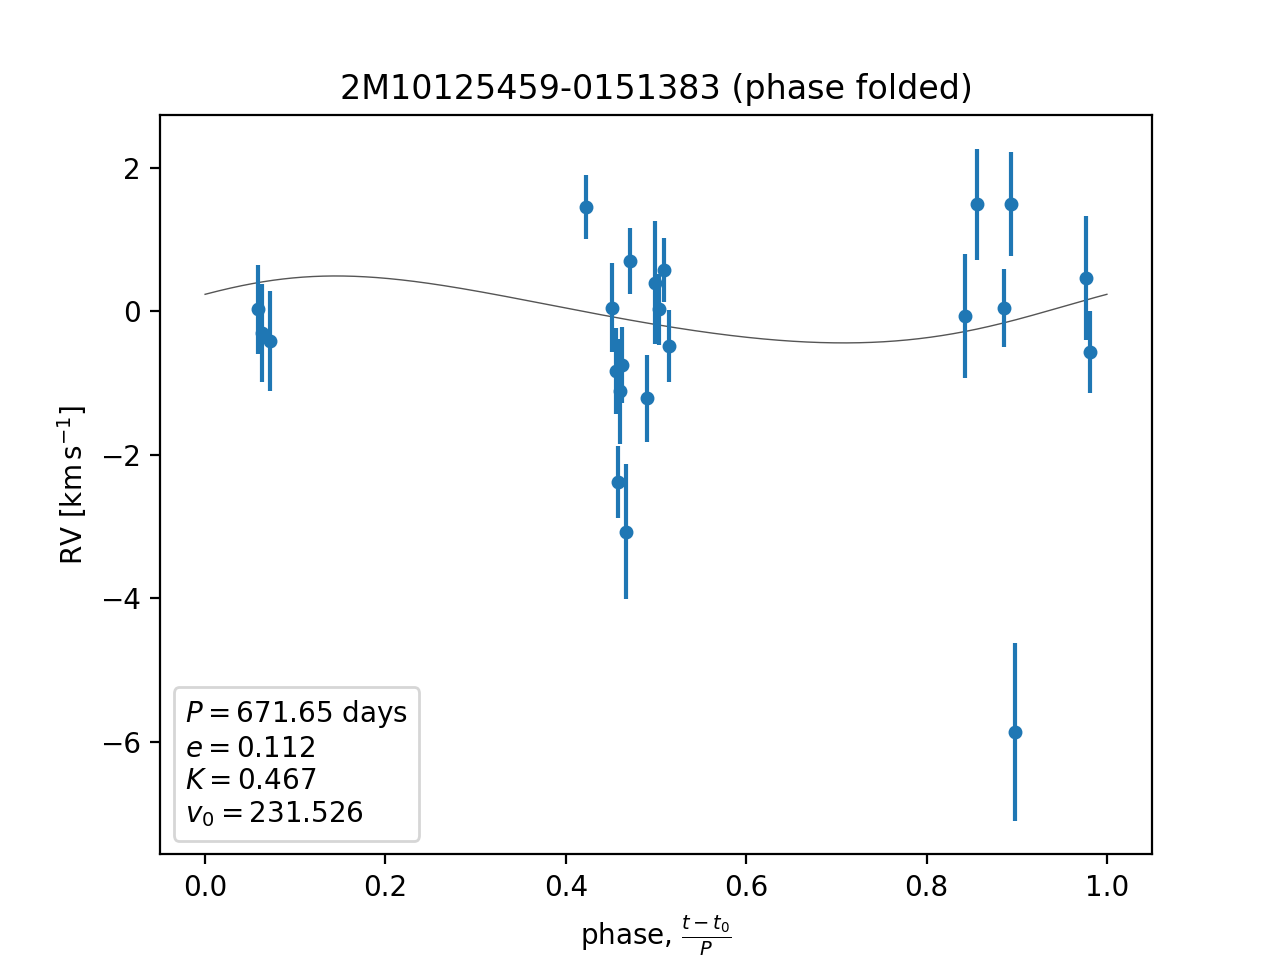 2M10125459-0151383 (phase folded)
2
0
−2
−4
−6
RV [km s⁻¹]
P = 671.65 days
e = 0.112
K = 0.467
v₀ = 231.526
0.0 0.2 0.4 0.6 0.8 1.0
phase, (t − t₀)/P